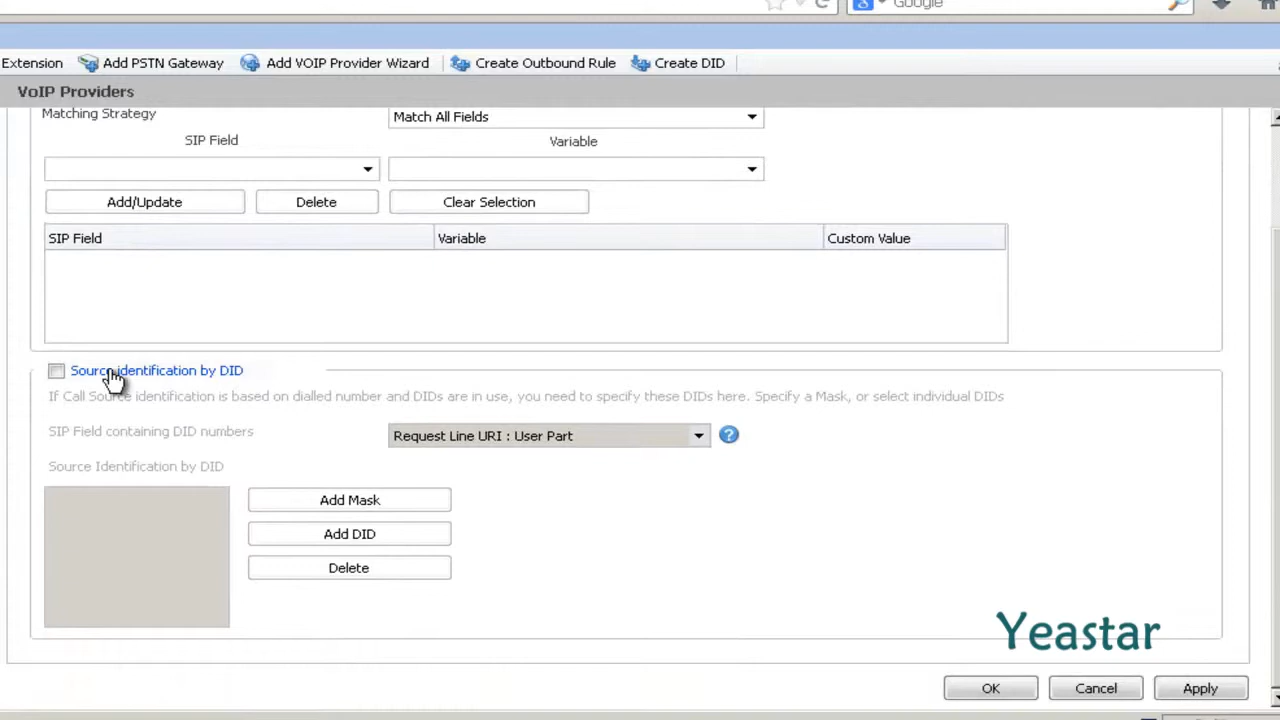 Google
Extension Add PSTN Gateway Add VOIP Provider Wizard Create Outbound Rule Create DID
VoIP Providers
Matching Strategy Match All Fields
SIP Field Variable
Add/Update Delete Clear Selection
SIP Field Variable Custom Value
Source identification by DID
If Call Source identification is based on dialled number and DIDs are in use, you need to specify these DIDs here. Specify a Mask, or select individual DIDs
SIP Field containing DID numbers Request Line URI : User Part
Source Identification by DID
Add Mask
Add DID
Delete
Yeastar
OK Cancel Apply